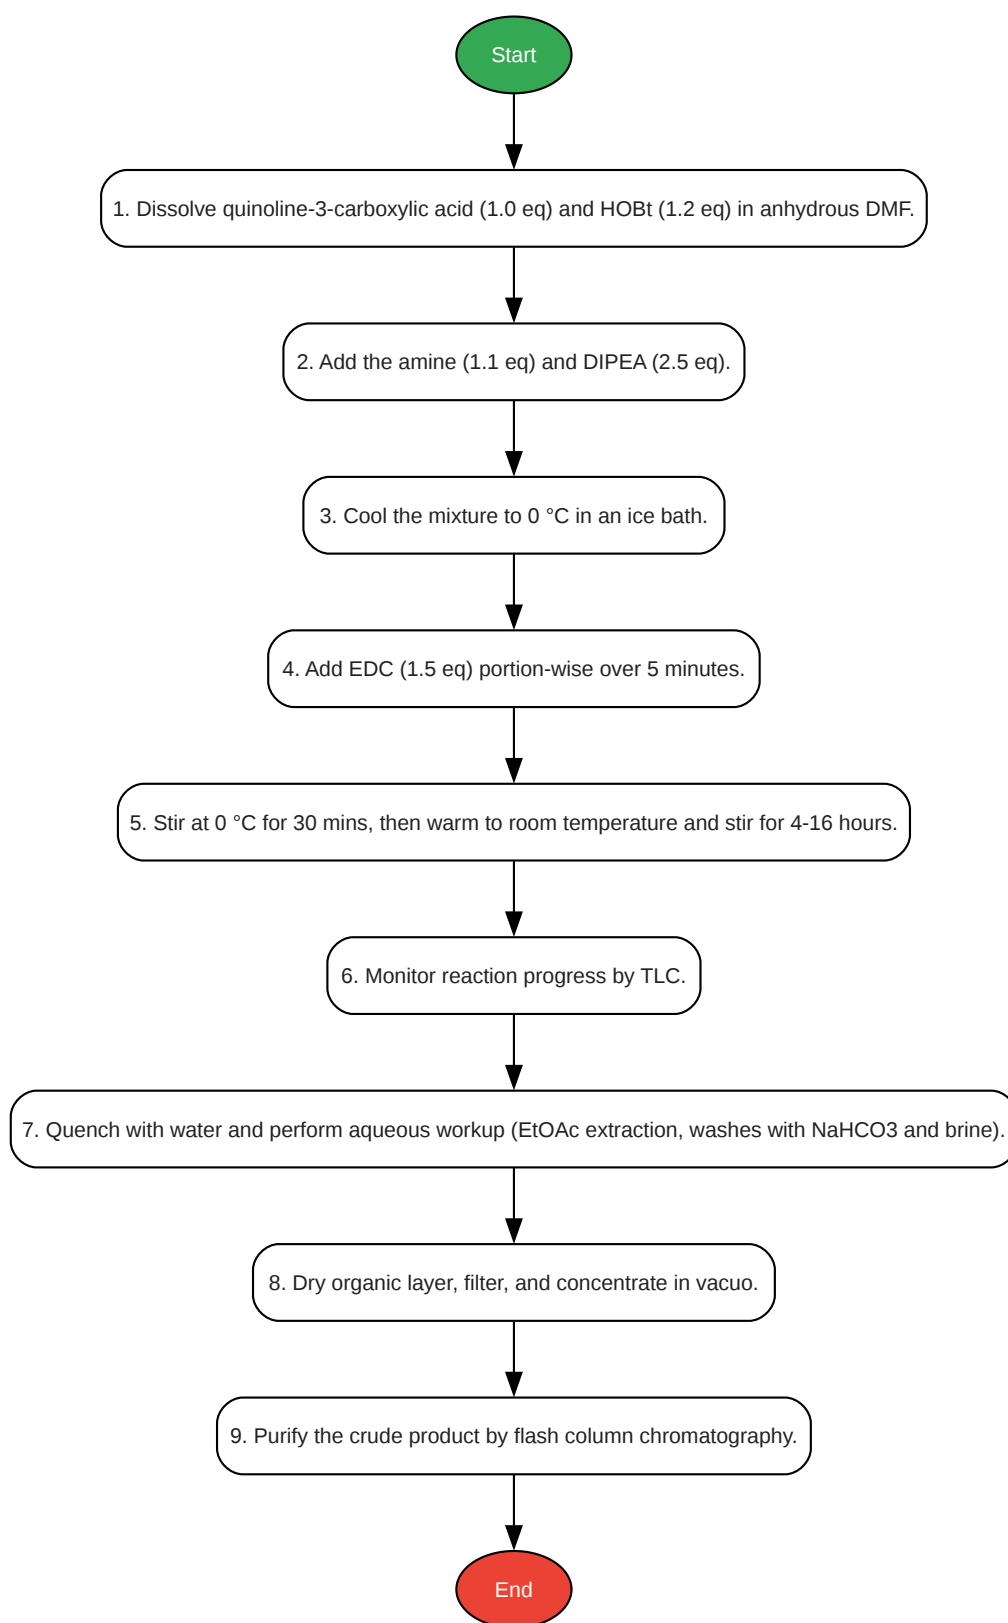 Start
1. Dissolve quinoline-3-carboxylic acid (1.0 eq) and HOBt (1.2 eq) in anhydrous DMF.
2. Add the amine (1.1 eq) and DIPEA (2.5 eq).
3. Cool the mixture to 0 °C in an ice bath.
4. Add EDC (1.5 eq) portion-wise over 5 minutes.
5. Stir at 0 °C for 30 mins, then warm to room temperature and stir for 4-16 hours.
6. Monitor reaction progress by TLC.
7. Quench with water and perform aqueous workup (EtOAc extraction, washes with NaHCO3 and brine).
8. Dry organic layer, filter, and concentrate in vacuo.
9. Purify the crude product by flash column chromatography.
End